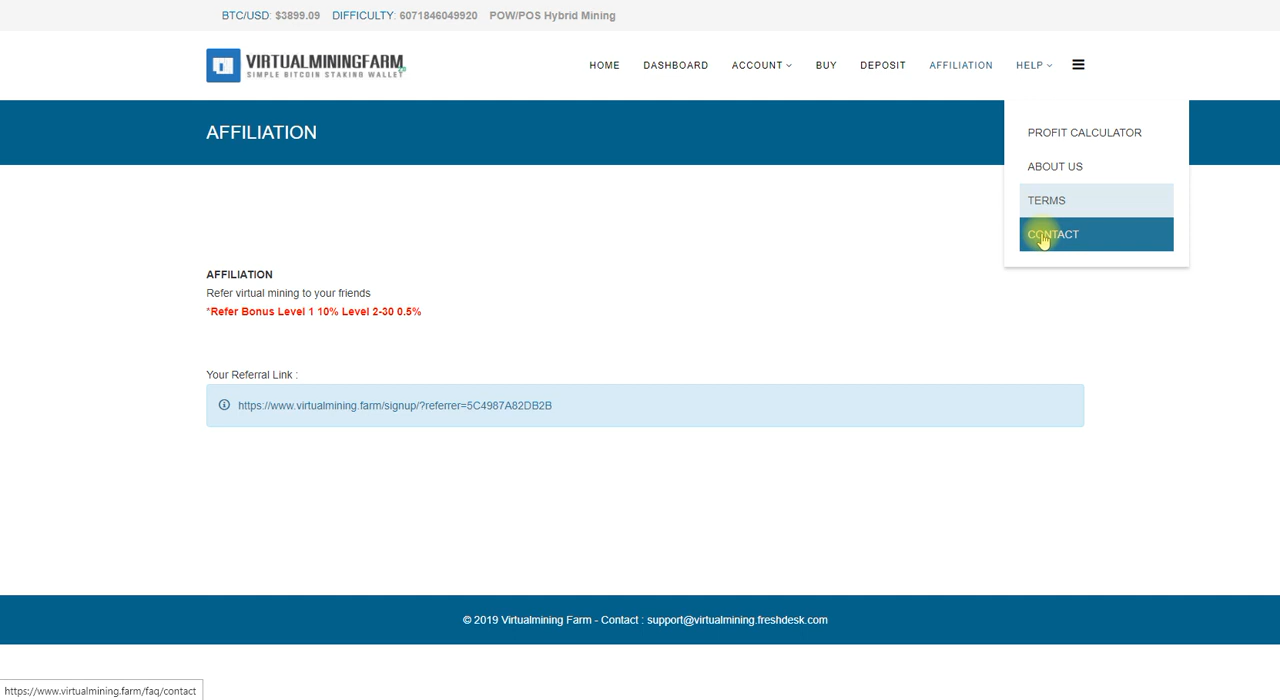 BTC/USD: $3899.09 DIFFICULTY: 6071846049920 POW/POS Hybrid Mining
VIRTUALMININGFARM
SIMPLE BITCOIN STAKING WALLET
HOME DASHBOARD ACCOUNT BUY DEPOSIT AFFILIATION HELP
AFFILIATION
PROFIT CALCULATOR
ABOUT US
TERMS
CONTACT
AFFILIATION
Refer virtual mining to your friends
*Refer Bonus Level 1 10% Level 2-30 0.5%
Your Referral Link :
https://www.virtualmining.farm/signup/?referrer=5C4987A82DB2B
© 2019 Virtualmining Farm - Contact : support@virtualmining.freshdesk.com
https://www.virtualmining.farm/faq/contact